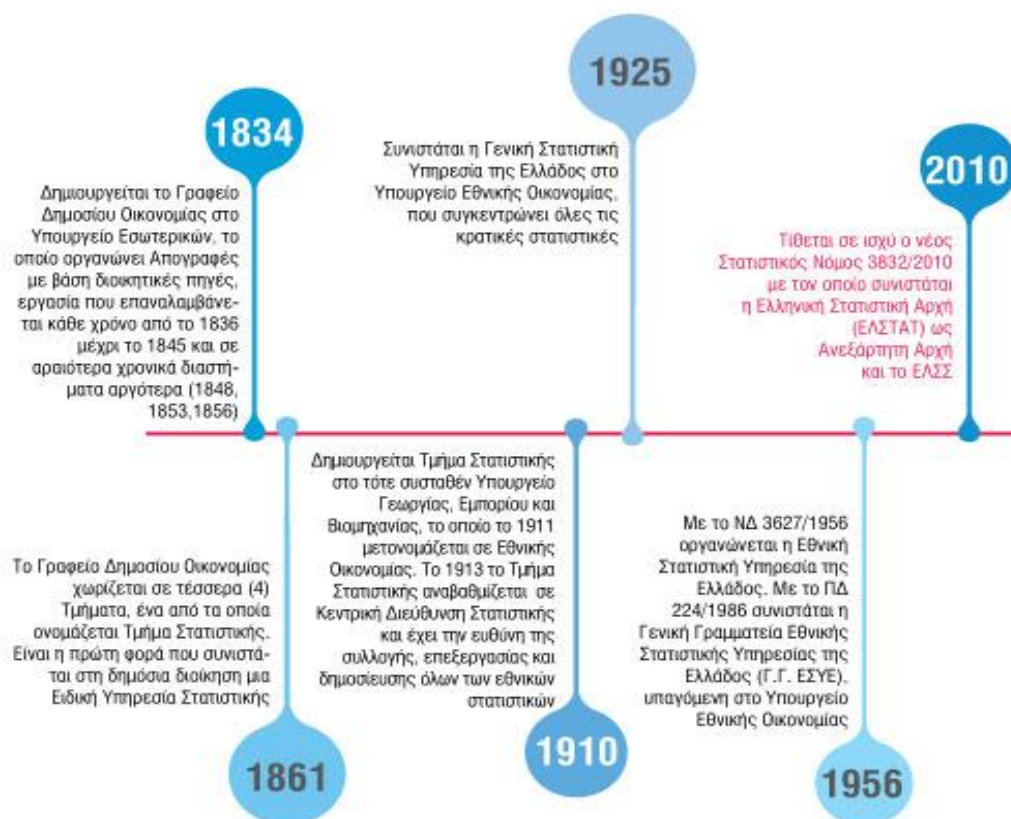 1834
Δημιουργείται το Γραφείο
Δημοσίου Οικονομίας στο
Υπουργείο Εσωτερικών, το
οποίο οργανώνει Απογραφές
με βάση διοικητικές πηγές,
εργασία που επαναλαμβάνε-
ται κάθε χρόνο από το 1836
μέχρι το 1845 και σε
αραιότερα χρονικά διαστή-
ματα αργότερα (1848,
1853,1856)
1861
Το Γραφείο Δημοσίου Οικονομίας
χωρίζεται σε τέσσερα (4)
Τμήματα, ένα από τα οποία
ονομάζεται Τμήμα Στατιστικής.
Είναι η πρώτη φορά που συνιστά-
ται στη δημόσια διοίκηση μια
Ειδική Υπηρεσία Στατιστικής
1910
Δημιουργείται Τμήμα Στατιστικής
στο τότε συσταθέν Υπουργείο
Γεωργίας, Εμπορίου και
Βιομηχανίας, το οποίο το 1911
μετονομάζεται σε Εθνικής
Οικονομίας. Το 1913 το Τμήμα
Στατιστικής αναβαθμίζεται σε
Κεντρική Διεύθυνση Στατιστικής
και έχει την ευθύνη της
συλλογής, επεξεργασίας και
δημοσίευσης όλων των εθνικών
στατιστικών
1925
Συνιστάται η Γενική Στατιστική
Υπηρεσία της Ελλάδος στο
Υπουργείο Εθνικής Οικονομίας,
που συγκεντρώνει όλες τις
κρατικές στατιστικές
1956
Με το ΝΔ 3627/1956
οργανώνεται η Εθνική
Στατιστική Υπηρεσία της
Ελλάδος. Με το ΠΔ
224/1986 συνιστάται η
Γενική Γραμματεία Εθνικής
Στατιστικής Υπηρεσίας της
Ελλάδος (Γ.Γ. ΕΣΥΕ),
υπαγόμενη στο Υπουργείο
Εθνικής Οικονομίας
2010
Τίθεται σε ισχύ ο νέος
Στατιστικός Νόμος 3832/2010
με τον οποίο συνιστάται
η Ελληνική Στατιστική Αρχή
(ΕΛΣΤΑΤ) ως
Ανεξάρτητη Αρχή
και το ΕΛΣΣ